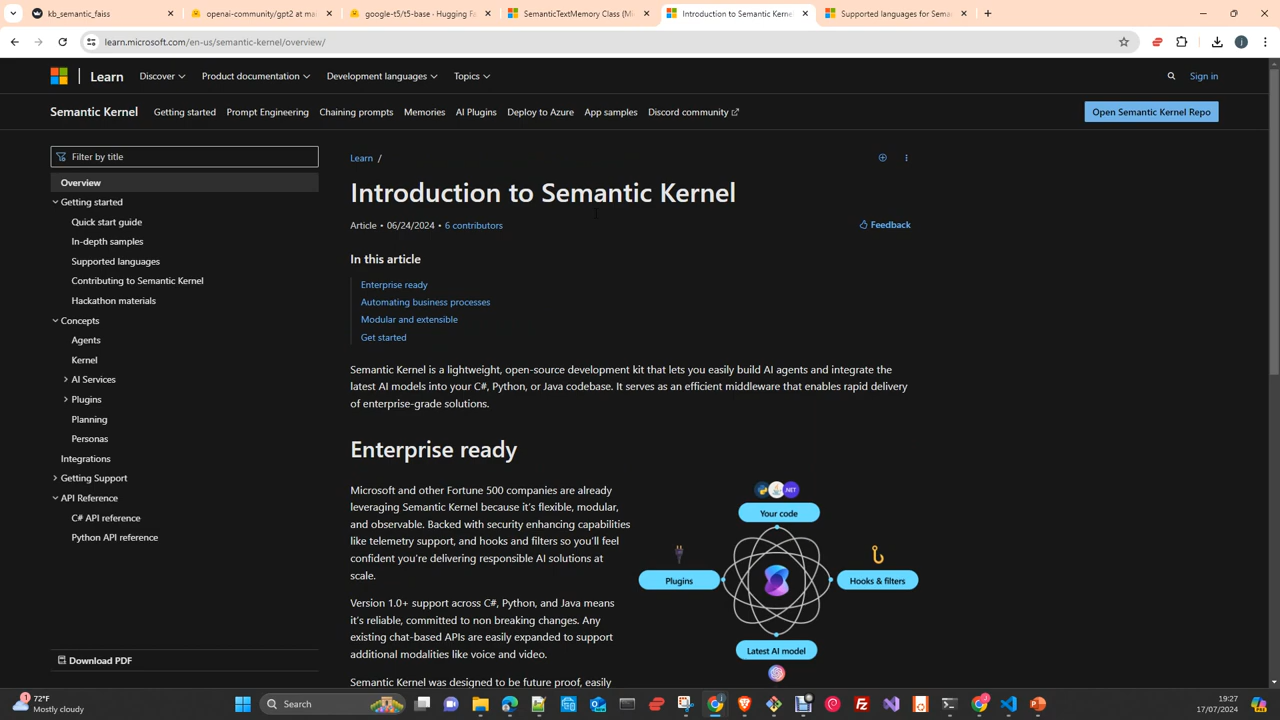 kb_semantic_faiss
openai-community/gpt2 at ma
google-t5/t5-base - Hugging F
SemanticTextMemory Class (Mi
Introduction to Semantic Kerne
Supported languages for Sema
learn.microsoft.com/en-us/semantic-kernel/overview/
Learn Discover Product documentation Development languages Topics Sign in
Semantic Kernel Getting started Prompt Engineering Chaining prompts Memories AI Plugins Deploy to Azure App samples Discord community Open Semantic Kernel Repo
Filter by title
Overview
Getting started
Quick start guide
In-depth samples
Supported languages
Contributing to Semantic Kernel
Hackathon materials
Concepts
Agents
Kernel
AI Services
Plugins
Planning
Personas
Integrations
Getting Support
API Reference
C# API reference
Python API reference
Download PDF
Learn /
Introduction to Semantic Kernel
Article • 06/24/2024 • 6 contributors
Feedback
In this article
Enterprise ready
Automating business processes
Modular and extensible
Get started
Semantic Kernel is a lightweight, open-source development kit that lets you easily build AI agents and integrate the
latest AI models into your C#, Python, or Java codebase. It serves as an efficient middleware that enables rapid delivery
of enterprise-grade solutions.
Enterprise ready
Microsoft and other Fortune 500 companies are already
leveraging Semantic Kernel because it's flexible, modular,
and observable. Backed with security enhancing capabilities
like telemetry support, and hooks and filters so you'll feel
confident you're delivering responsible AI solutions at
scale.
Version 1.0+ support across C#, Python, and Java means
it's reliable, committed to non breaking changes. Any
existing chat-based APIs are easily expanded to support
additional modalities like voice and video.
Semantic Kernel was designed to be future proof, easily
.NET
Your code
Plugins
Hooks & filters
Latest AI model
1
72°F
Mostly cloudy
Search
19:27
17/07/2024